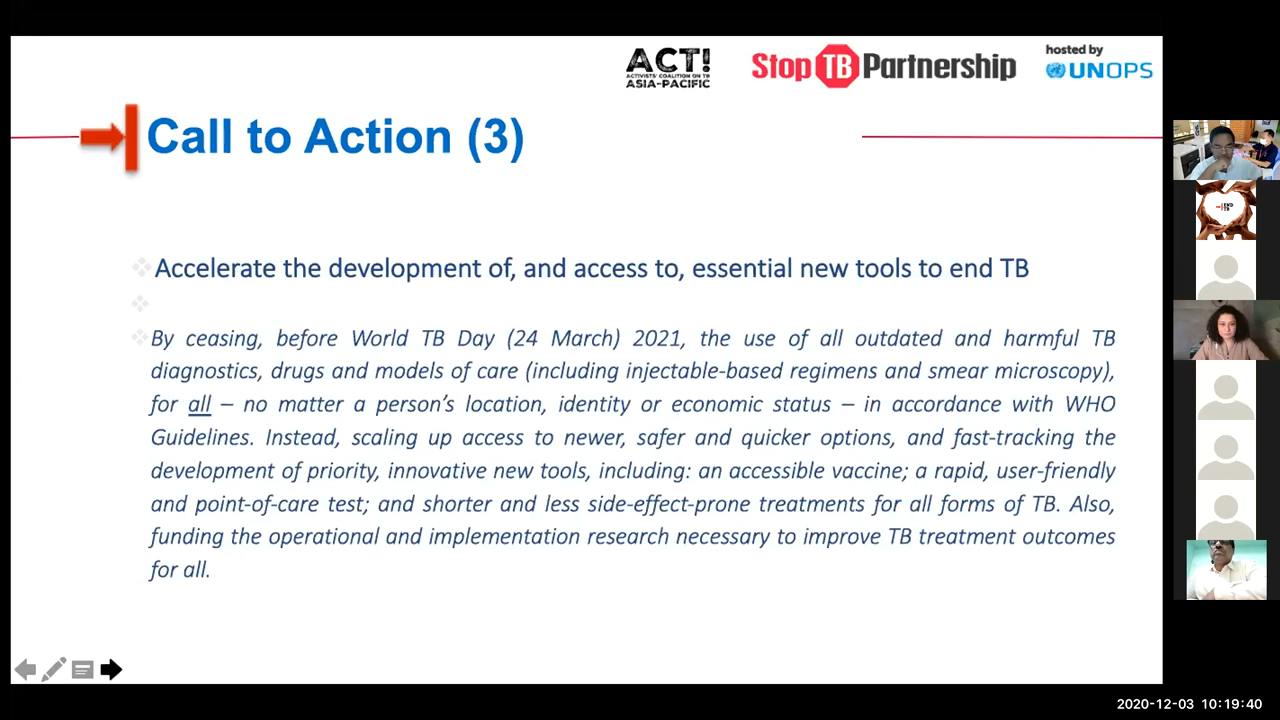 ACT!
ACTIVISTS' COALITION ON TB
ASIA-PACIFIC
Stop TB Partnership
hosted by
UNOPS
Call to Action (3)
Accelerate the development of, and access to, essential new tools to end TB
By ceasing, before World TB Day (24 March) 2021, the use of all outdated and harmful TB
diagnostics, drugs and models of care (including injectable-based regimens and smear microscopy),
for all – no matter a person's location, identity or economic status – in accordance with WHO
Guidelines. Instead, scaling up access to newer, safer and quicker options, and fast-tracking the
development of priority, innovative new tools, including: an accessible vaccine; a rapid, user-friendly
and point-of-care test; and shorter and less side-effect-prone treatments for all forms of TB. Also,
funding the operational and implementation research necessary to improve TB treatment outcomes
for all.
END
TB
2020-12-03 10:19:40